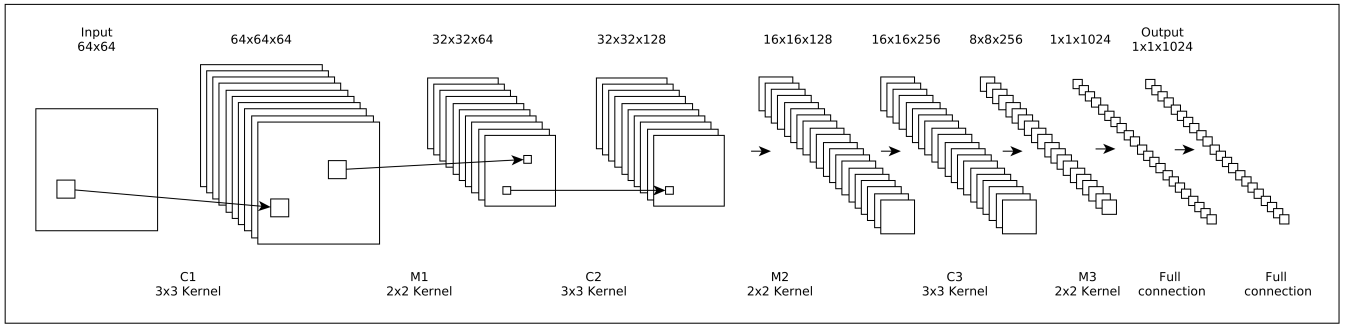 Input
64x64
64x64x64
32x32x64
32x32x128
16x16x128
16x16x256
8x8x256
1x1x1024
Output
1x1x1024
C1
3x3 Kernel
M1
2x2 Kernel
C2
3x3 Kernel
M2
2x2 Kernel
C3
3x3 Kernel
M3
2x2 Kernel
Full
connection
Full
connection